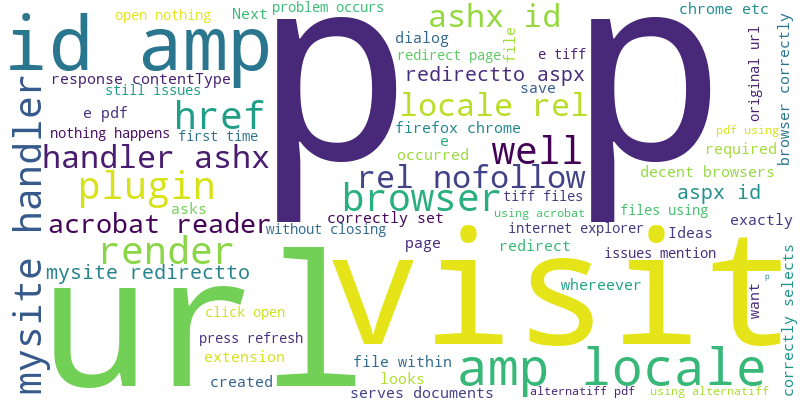 open nothing
Next
problem occurs
ashx id
chrome etc
id amp
p p
dialog
file
original url
browser correctly
redirect page
e tiff
response contentType
redirectto aspx
still issues
save
e pdf
href
locale rel
nothing happens
first time
firefox chrome
pdf using
e
well
required
handler ashx
occurred
decent browsers
mysite handler
plugin
rel nofollow
aspx id
browser
tiff files
asks
using acrobat
files using
acrobat reader
correctly set
exactly
without closing
internet explorer
Ideas
render
page
redirect
issues mention
mysite redirectto
url
visit
whereever
p
want
correctly selects
click open
press refresh
extension
file within
amp locale
created
looks
serves documents
alternatiff pdf
using alternatiff